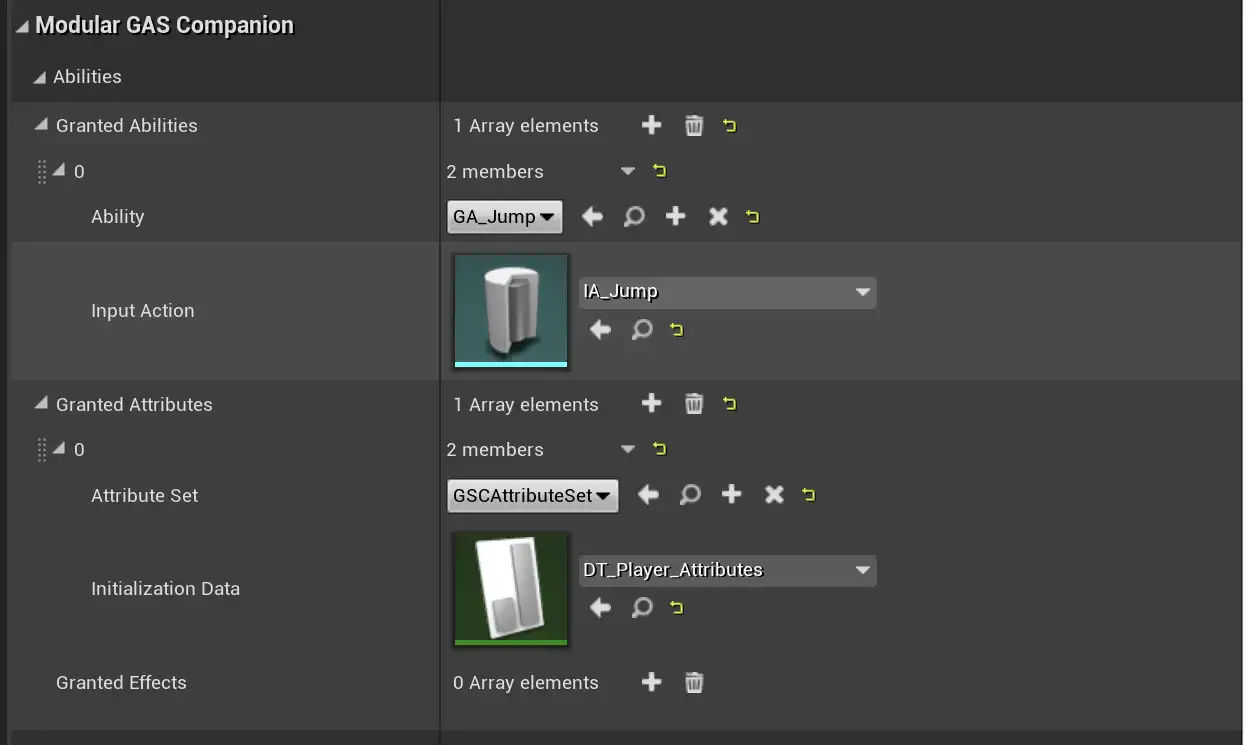 Modular GAS Companion
Abilities
Granted Abilities 1 Array elements
0 2 members
Ability GA_Jump
Input Action IA_Jump
Granted Attributes 1 Array elements
0 2 members
Attribute Set GSCAttributeSet
Initialization Data DT_Player_Attributes
Granted Effects 0 Array elements